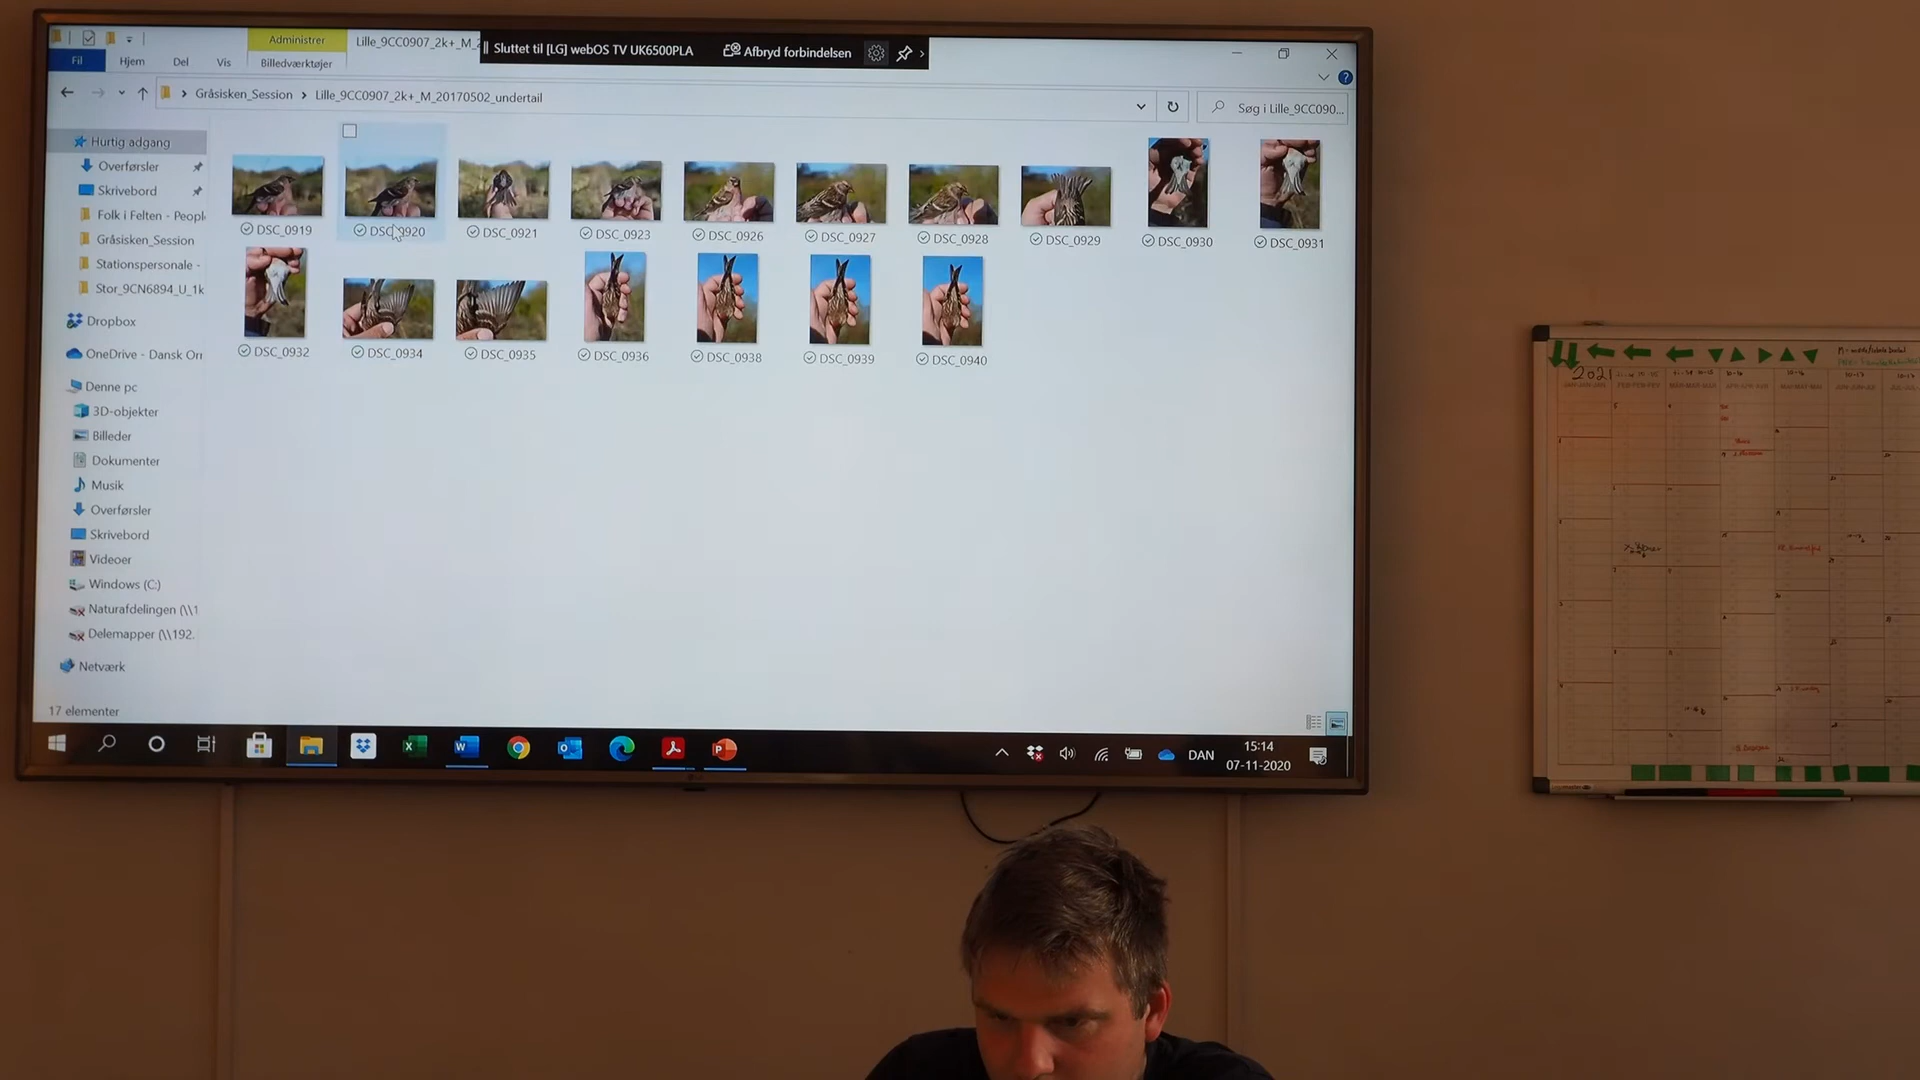 Administrer
Lille_9CC0907_2k+_M_2
Sluttet til [LG] webOS TV UK6500PLA
Afbryd forbindelsen
Fil
Hjem
Del
Vis
Billedværktøjer
Gråsisken_Session
Lille_9CC0907_2k+_M_20170502_undertail
Søg i Lille_9CC090...
Hurtig adgang
Overførsler
Skrivebord
Folk i Felten - Peopl
Gråsisken_Session
Stationspersonale -
Stor_9CN6894_U_1k
Dropbox
OneDrive - Dansk Orn
Denne pc
3D-objekter
Billeder
Dokumenter
Musik
Overførsler
Skrivebord
Videoer
Windows (C:)
Naturafdelingen (\\1
Delemapper (\\192.
Netværk
DSC_0919
DSC_0920
DSC_0921
DSC_0923
DSC_0926
DSC_0927
DSC_0928
DSC_0929
DSC_0930
DSC_0931
DSC_0932
DSC_0934
DSC_0935
DSC_0936
DSC_0938
DSC_0939
DSC_0940
17 elementer
DAN
15:14
07-11-2020
2021